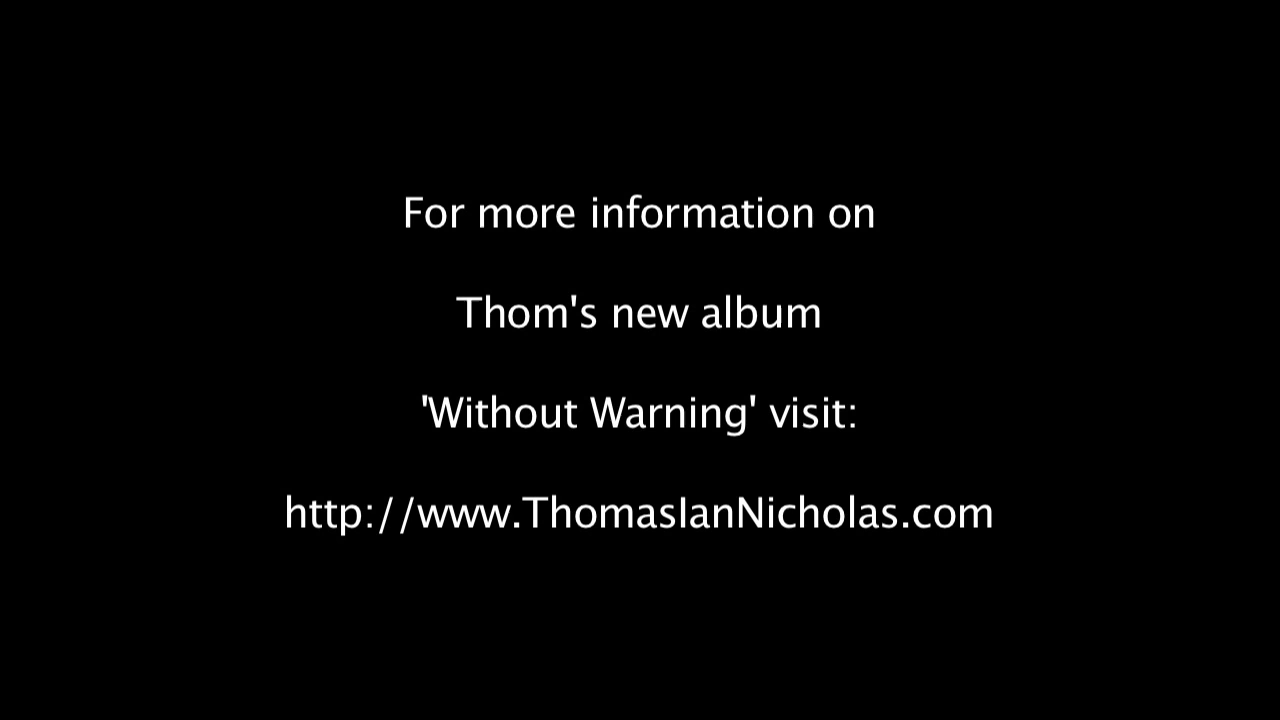 For more information on
Thom's new album
'Without Warning' visit:
http://www.ThomasIanNicholas.com